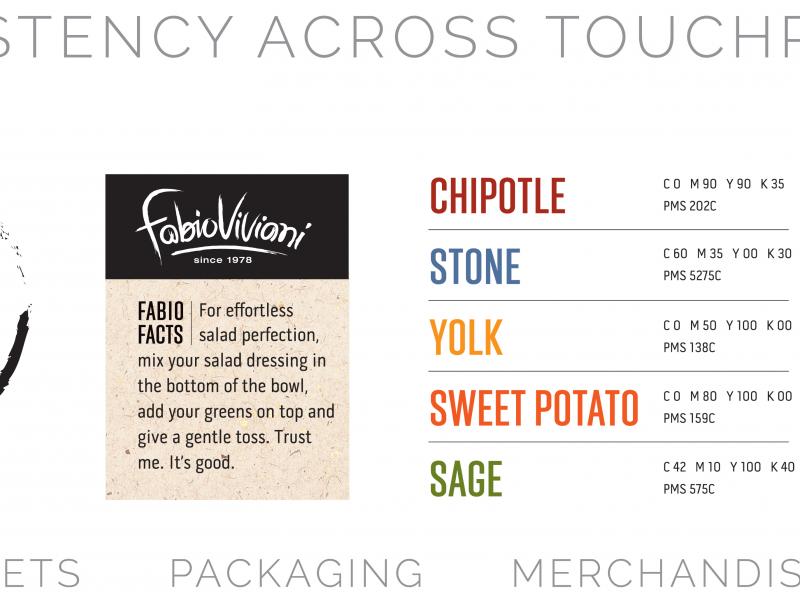 STENCY ACROSS TOUCHP
Fabio Viviani
since 1978
FABIO FACTS
For effortless
salad perfection,
mix your salad dressing in
the bottom of the bowl,
add your greens on top and
give a gentle toss. Trust
me. It's good.
CHIPOTLE C 0 M 90 Y 90 K 35
PMS 202C
STONE C 60 M 35 Y 00 K 30
PMS 5275C
YOLK C 0 M 50 Y 100 K 00
PMS 138C
SWEET POTATO C 0 M 80 Y 100 K 00
PMS 159C
SAGE C 42 M 10 Y 100 K 40
PMS 575C
ETS PACKAGING MERCHANDIS